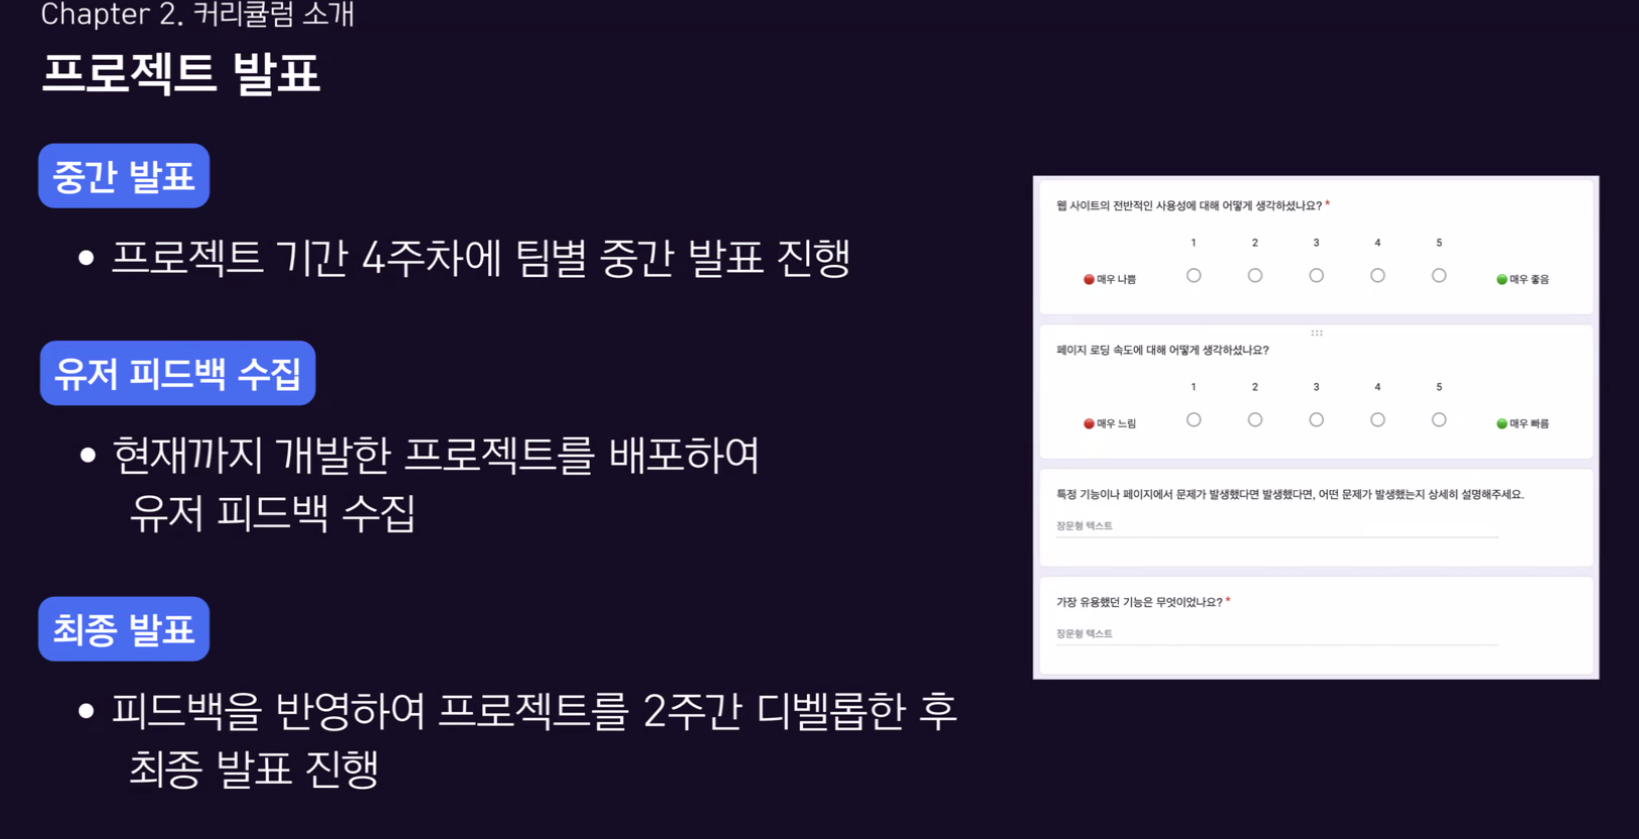 Chapter 2. 커리큘럼 소개
프로젝트 발표
중간 발표
• 프로젝트 기간 4주차에 팀별 중간 발표 진행
유저 피드백 수집
• 현재까지 개발한 프로젝트를 배포하여
유저 피드백 수집
최종 발표
• 피드백을 반영하여 프로젝트를 2주간 디벨롭한 후
최종 발표 진행
웹 사이트의 전반적인 사용성에 대해 어떻게 생각하셨나요? *
1 2 3 4 5
매우 나쁨 매우 좋음
페이지 로딩 속도에 대해 어떻게 생각하셨나요?
1 2 3 4 5
매우 느림 매우 빠름
특정 기능이나 페이지에서 문제가 발생했다면 발생했다면, 어떤 문제가 발생했는지 상세히 설명해주세요.
장문형 텍스트
가장 유용했던 기능은 무엇이었나요? *
장문형 텍스트